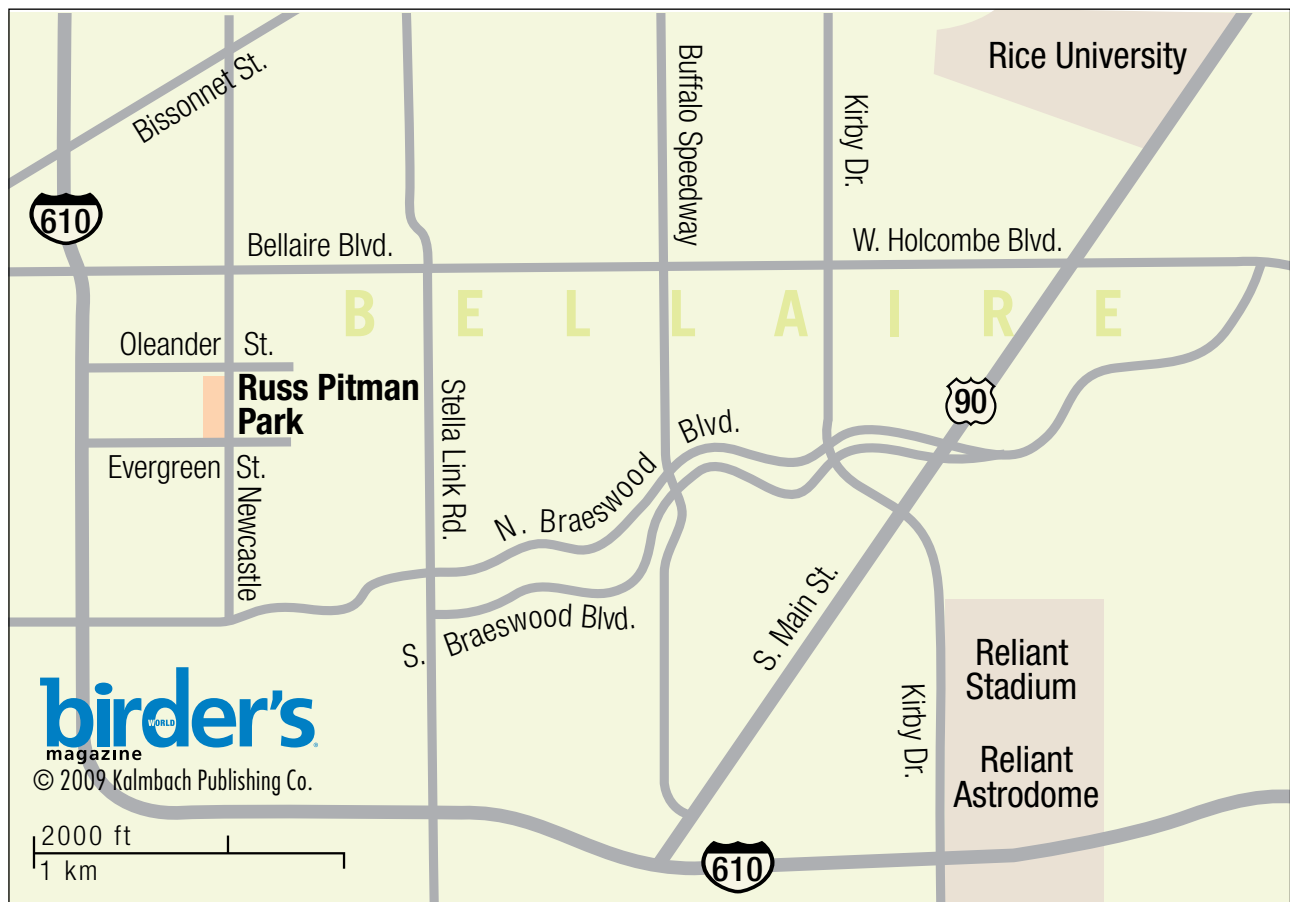 Rice University
Bissonnet St.
Buffalo Speedway
Kirby Dr.
610
Bellaire Blvd.
W. Holcombe Blvd.
BELLAIRE
Oleander St.
Russ Pitman
Park
Evergreen St.
Newcastle
Stella Link Rd.
90
N. Braeswood Blvd.
S. Braeswood Blvd.
S. Main St.
Kirby Dr.
Reliant
Stadium
Reliant
Astrodome
birder's
WORLD
magazine
© 2009 Kalmbach Publishing Co.
2000 ft
1 km
610